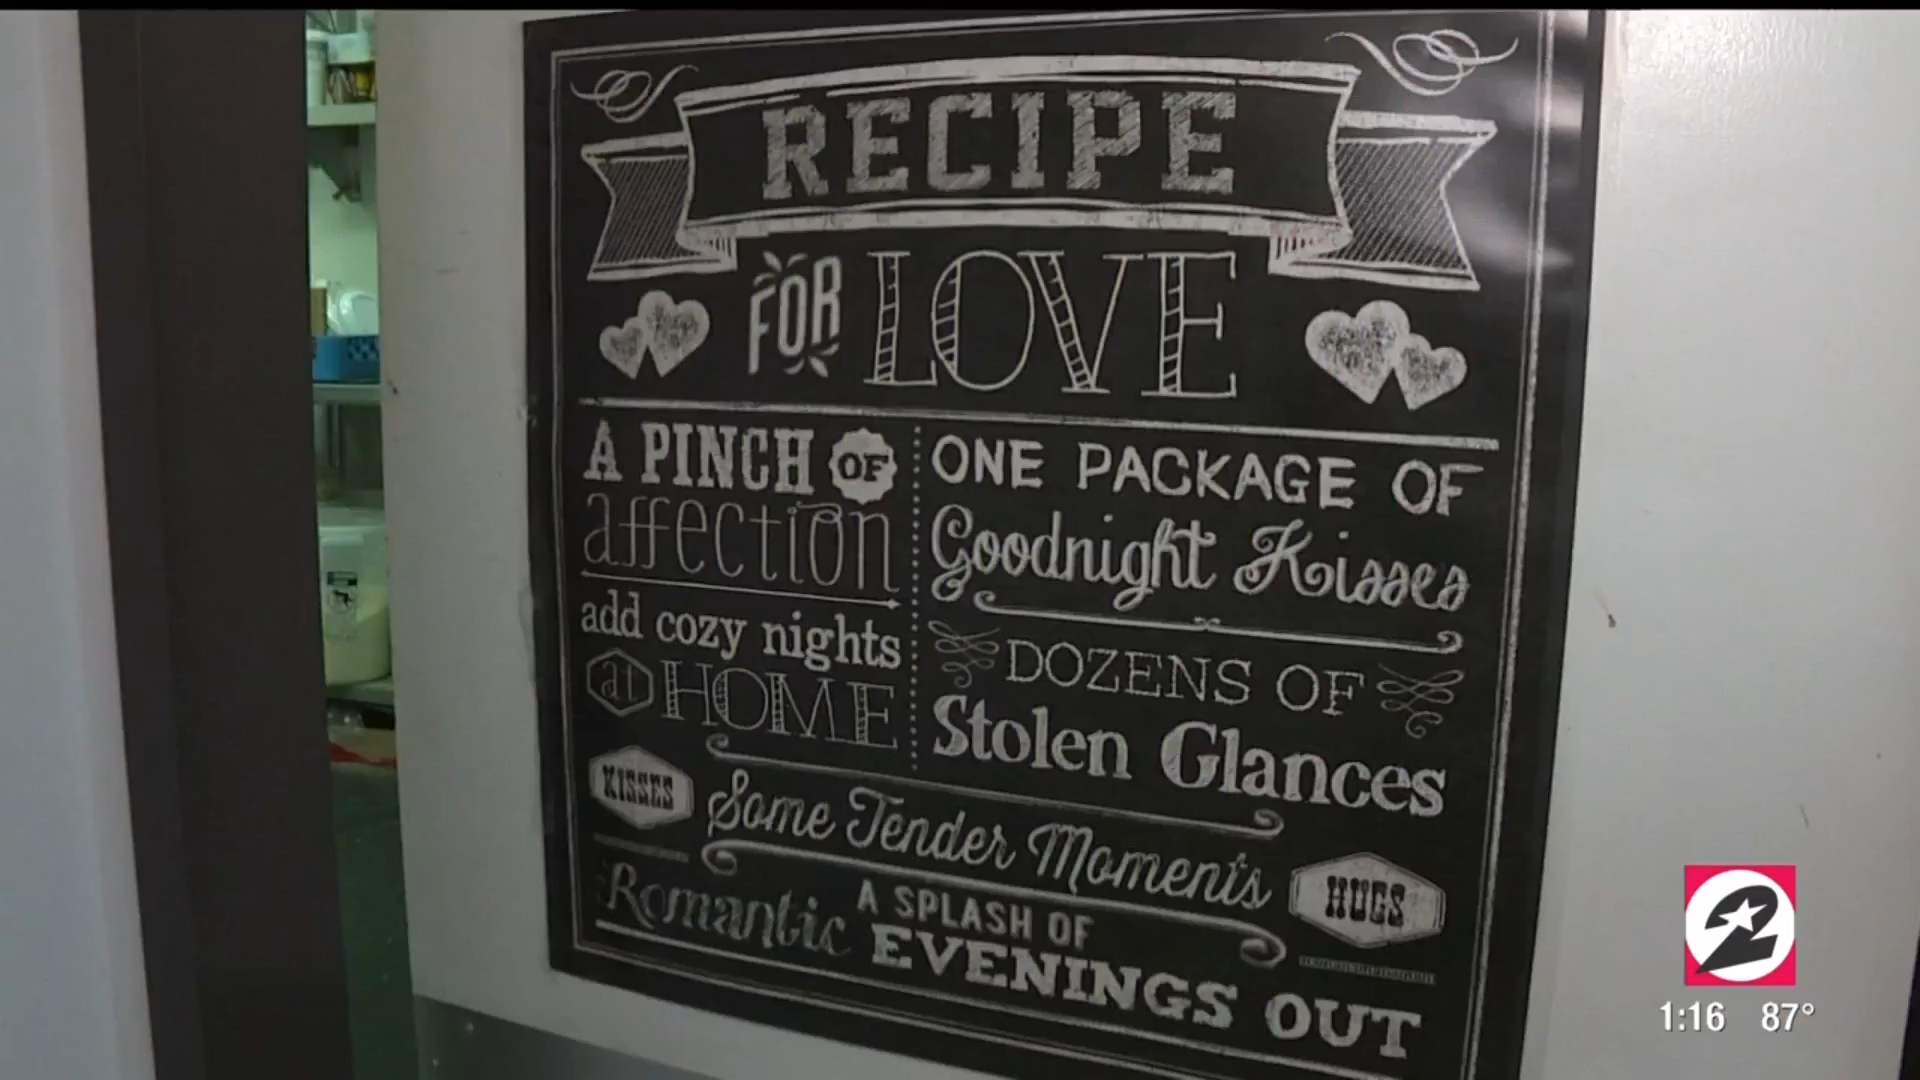 RECIPE
FOR LOVE
A PINCH OF
affection
add cozy nights
at HOME
ONE PACKAGE OF
Goodnight Kisses
DOZENS OF
Stolen Glances
KISSES
Some Tender Moments
HUGS
Romantic
A SPLASH OF
EVENINGS OUT
2
1:16 87°